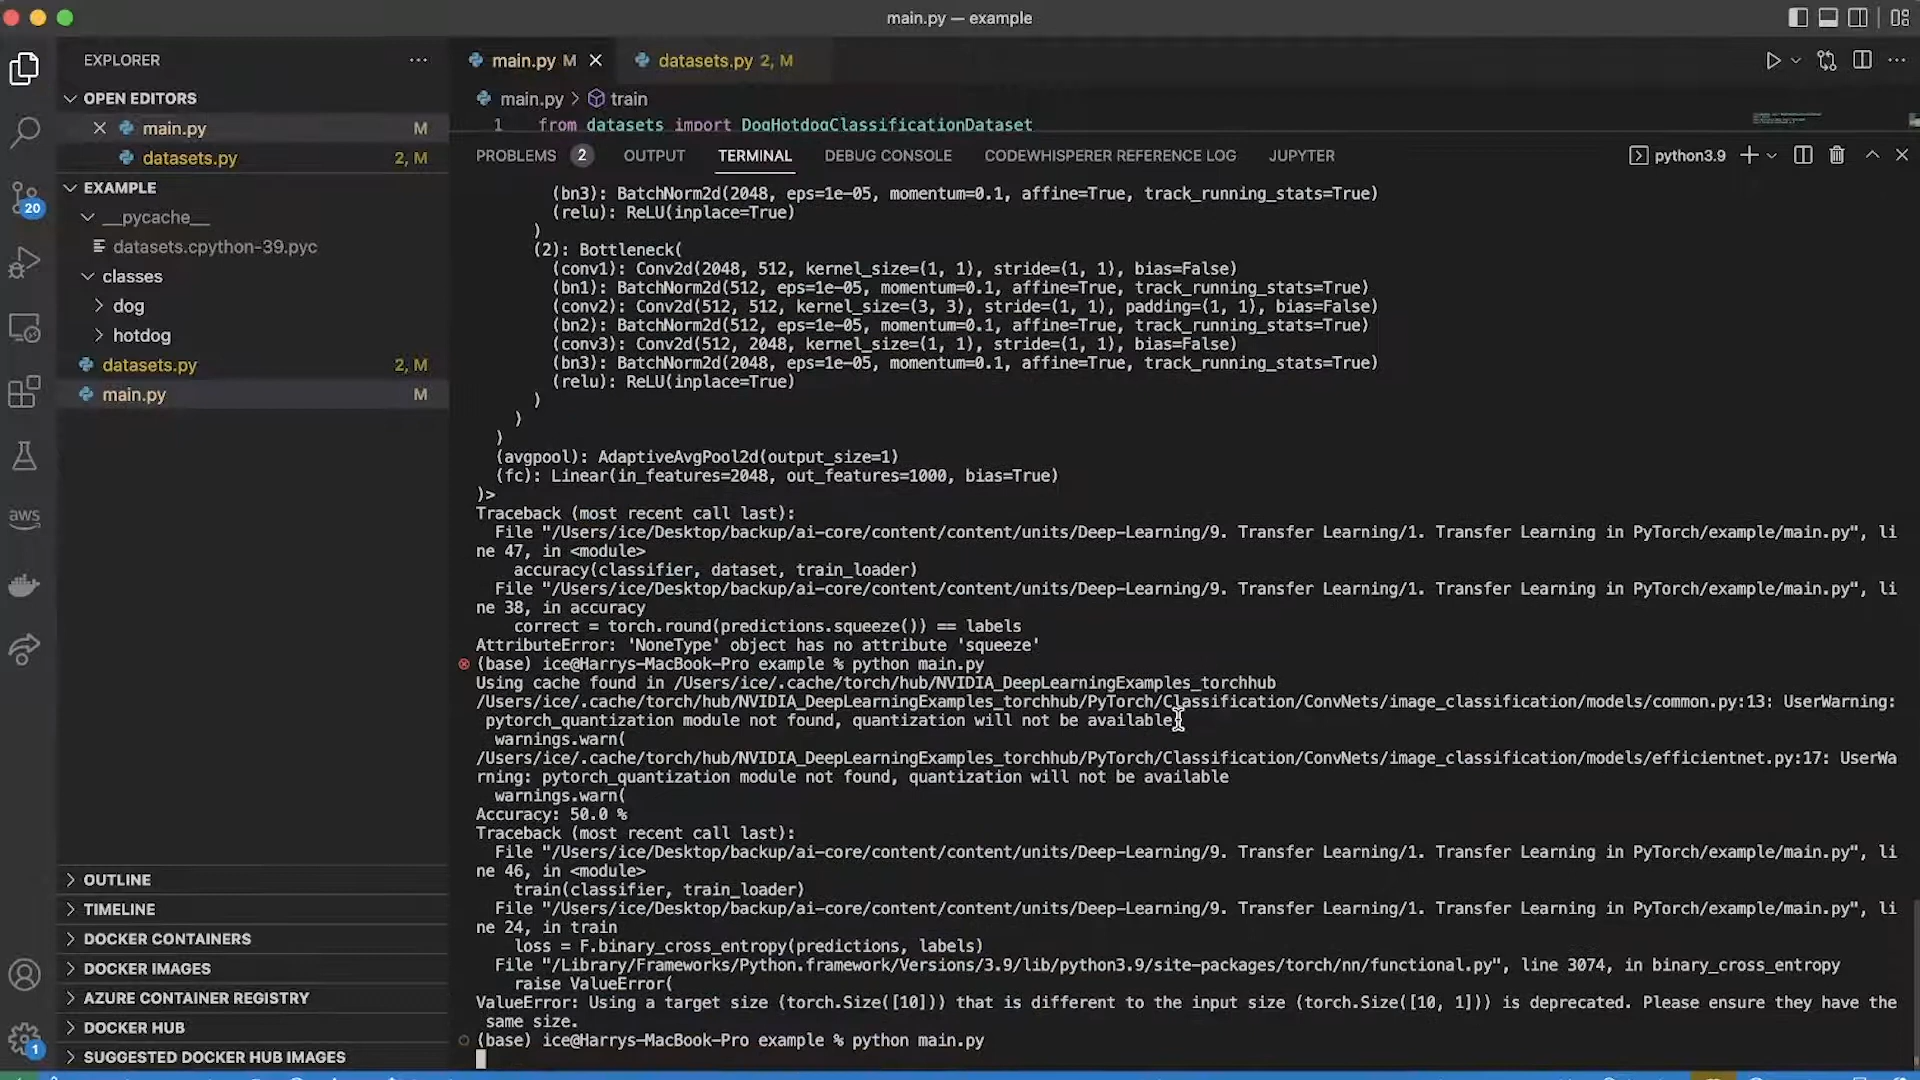 main.py — example
EXPLORER
OPEN EDITORS
main.py M
datasets.py 2, M
EXAMPLE
__pycache__
datasets.cpython-39.pyc
classes
dog
hotdog
datasets.py 2, M
main.py M
20
aws
1
OUTLINE
TIMELINE
DOCKER CONTAINERS
DOCKER IMAGES
AZURE CONTAINER REGISTRY
DOCKER HUB
SUGGESTED DOCKER HUB IMAGES
main.py M
datasets.py 2, M
main.py > train
1 from datasets import DogHotdogClassificationDataset
PROBLEMS 2 OUTPUT TERMINAL DEBUG CONSOLE CODEWHISPERER REFERENCE LOG JUPYTER python3.9
(bn3): BatchNorm2d(2048, eps=1e-05, momentum=0.1, affine=True, track_running_stats=True)
(relu): ReLU(inplace=True)
)
(2): Bottleneck(
(conv1): Conv2d(2048, 512, kernel_size=(1, 1), stride=(1, 1), bias=False)
(bn1): BatchNorm2d(512, eps=1e-05, momentum=0.1, affine=True, track_running_stats=True)
(conv2): Conv2d(512, 512, kernel_size=(3, 3), stride=(1, 1), padding=(1, 1), bias=False)
(bn2): BatchNorm2d(512, eps=1e-05, momentum=0.1, affine=True, track_running_stats=True)
(conv3): Conv2d(512, 2048, kernel_size=(1, 1), stride=(1, 1), bias=False)
(bn3): BatchNorm2d(2048, eps=1e-05, momentum=0.1, affine=True, track_running_stats=True)
(relu): ReLU(inplace=True)
)
)
)
(avgpool): AdaptiveAvgPool2d(output_size=1)
(fc): Linear(in_features=2048, out_features=1000, bias=True)
)>
Traceback (most recent call last):
File "/Users/ice/Desktop/backup/ai-core/content/content/units/Deep-Learning/9. Transfer Learning/1. Transfer Learning in PyTorch/example/main.py", li
ne 47, in <module>
accuracy(classifier, dataset, train_loader)
File "/Users/ice/Desktop/backup/ai-core/content/content/units/Deep-Learning/9. Transfer Learning/1. Transfer Learning in PyTorch/example/main.py", li
ne 38, in accuracy
correct = torch.round(predictions.squeeze()) == labels
AttributeError: 'NoneType' object has no attribute 'squeeze'
(base) ice@Harrys-MacBook-Pro example % python main.py
Using cache found in /Users/ice/.cache/torch/hub/NVIDIA_DeepLearningExamples_torchhub
/Users/ice/.cache/torch/hub/NVIDIA_DeepLearningExamples_torchhub/PyTorch/Classification/ConvNets/image_classification/models/common.py:13: UserWarning:
pytorch_quantization module not found, quantization will not be available
warnings.warn(
/Users/ice/.cache/torch/hub/NVIDIA_DeepLearningExamples_torchhub/PyTorch/Classification/ConvNets/image_classification/models/efficientnet.py:17: UserWa
rning: pytorch_quantization module not found, quantization will not be available
warnings.warn(
Accuracy: 50.0 %
Traceback (most recent call last):
File "/Users/ice/Desktop/backup/ai-core/content/content/units/Deep-Learning/9. Transfer Learning/1. Transfer Learning in PyTorch/example/main.py", li
ne 46, in <module>
train(classifier, train_loader)
File "/Users/ice/Desktop/backup/ai-core/content/content/units/Deep-Learning/9. Transfer Learning/1. Transfer Learning in PyTorch/example/main.py", li
ne 24, in train
loss = F.binary_cross_entropy(predictions, labels)
File "/Library/Frameworks/Python.framework/Versions/3.9/lib/python3.9/site-packages/torch/nn/functional.py", line 3074, in binary_cross_entropy
raise ValueError(
ValueError: Using a target size (torch.Size([10])) that is different to the input size (torch.Size([10, 1])) is deprecated. Please ensure they have the
same size.
(base) ice@Harrys-MacBook-Pro example % python main.py